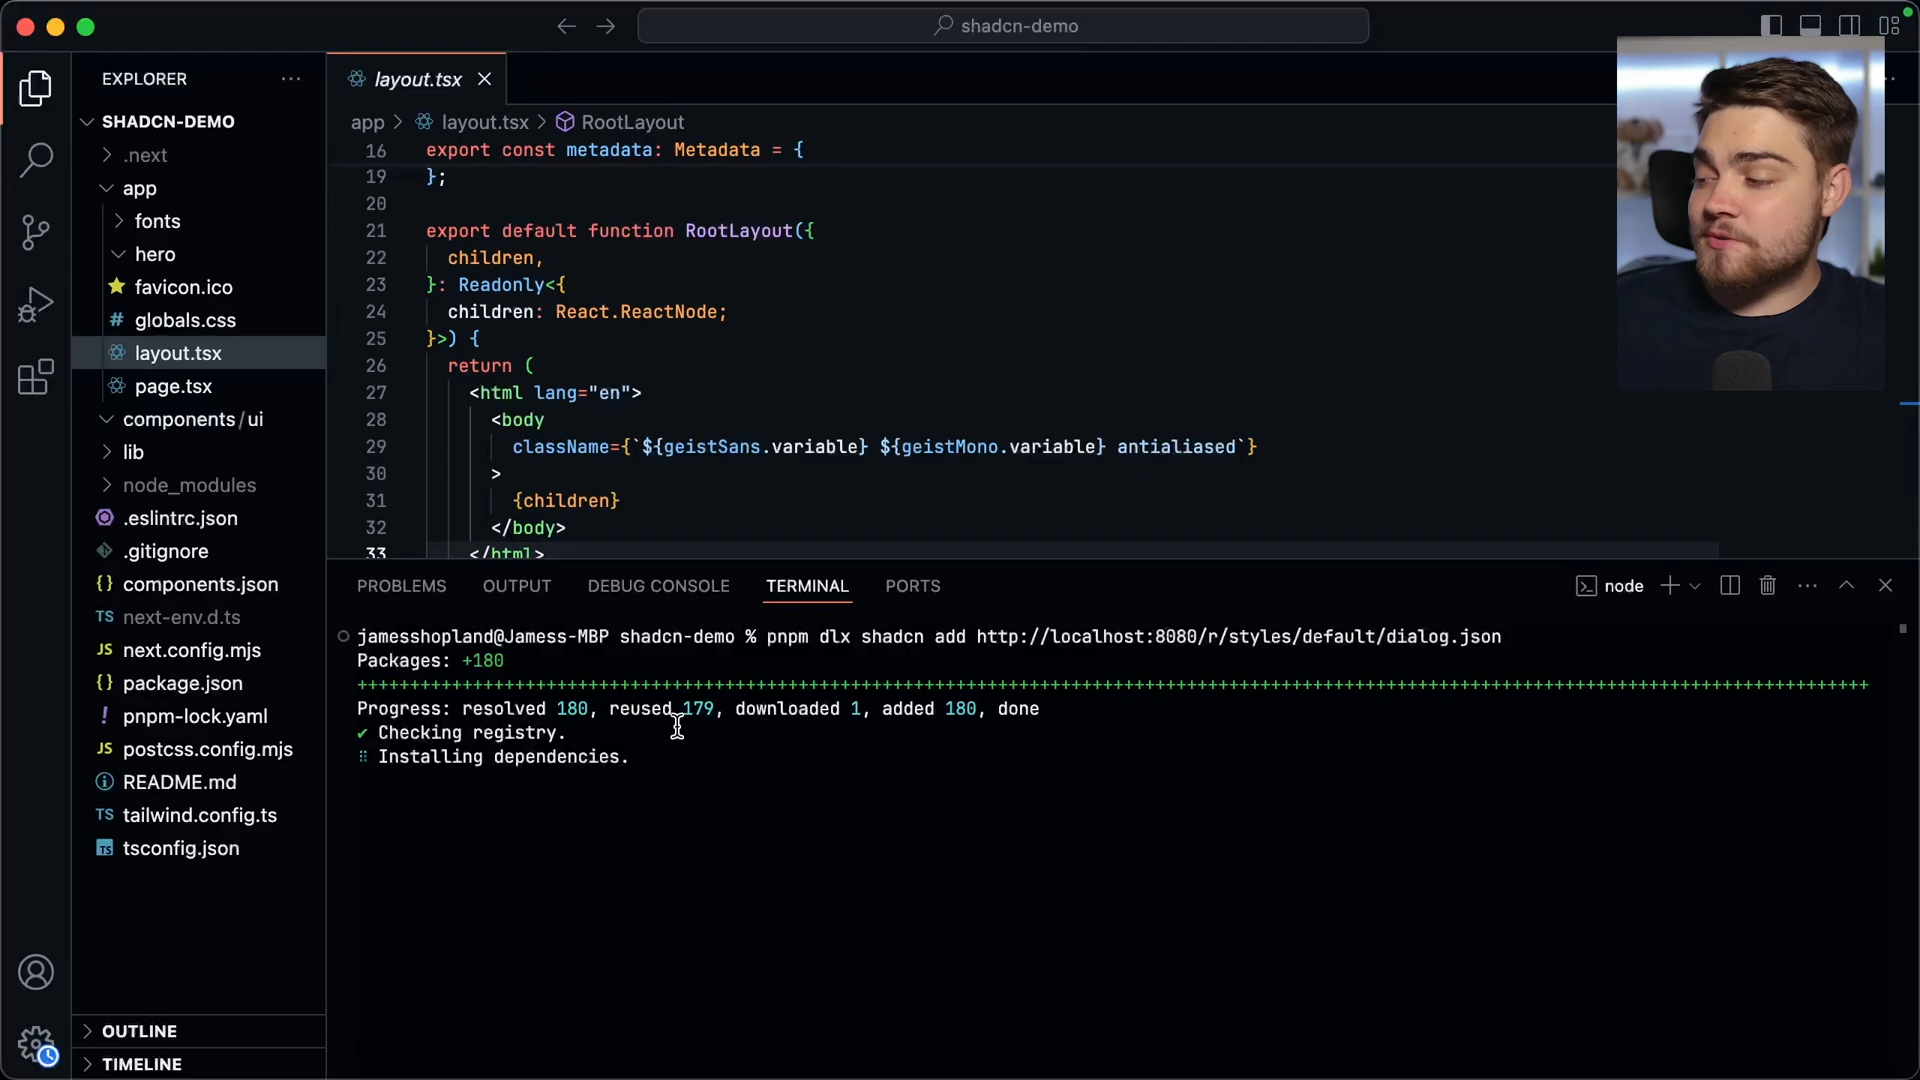 shadcn-demo
EXPLORER
SHADCN-DEMO
.next
app
fonts
hero
favicon.ico
# globals.css
layout.tsx
page.tsx
components/ui
lib
node_modules
.eslintrc.json
.gitignore
{} components.json
TS next-env.d.ts
JS next.config.mjs
{} package.json
! pnpm-lock.yaml
JS postcss.config.mjs
README.md
TS tailwind.config.ts
TS tsconfig.json
OUTLINE
TIMELINE
layout.tsx
app > layout.tsx > RootLayout
16 export const metadata: Metadata = {
19 };
20
21 export default function RootLayout({
22 children,
23 }: Readonly<{
24 children: React.ReactNode;
25 }>) {
26 return (
27 <html lang="en">
28 <body
29 className={`${geistSans.variable} ${geistMono.variable} antialiased`}
30 >
31 {children}
32 </body>
33 </html>
PROBLEMS OUTPUT DEBUG CONSOLE TERMINAL PORTS
node
jamesshopland@Jamess-MBP shadcn-demo % pnpm dlx shadcn add http://localhost:8080/r/styles/default/dialog.json
Packages: +180
++++++++++++++++++++++++++++++++++++++++++++++++++++++++++++++++++++++++++++++++++++++++++++++++++++++++++++++++++++++++++++++++++++++++++++++++
Progress: resolved 180, reused 179, downloaded 1, added 180, done
✔ Checking registry.
⠿ Installing dependencies.